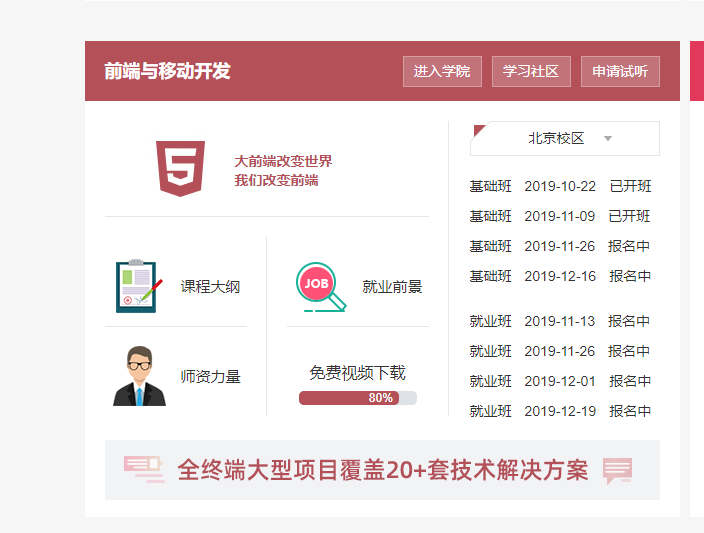 前端与移动开发
进入学院
学习社区
申请试听
大前端改变世界
我们改变前端
课程大纲
JOB
就业前景
师资力量
免费视频下载
80%
北京校区
基础班 2019-10-22 已开班
基础班 2019-11-09 已开班
基础班 2019-11-26 报名中
基础班 2019-12-16 报名中
就业班 2019-11-13 报名中
就业班 2019-11-26 报名中
就业班 2019-12-01 报名中
就业班 2019-12-19 报名中
全终端大型项目覆盖20+套技术解决方案